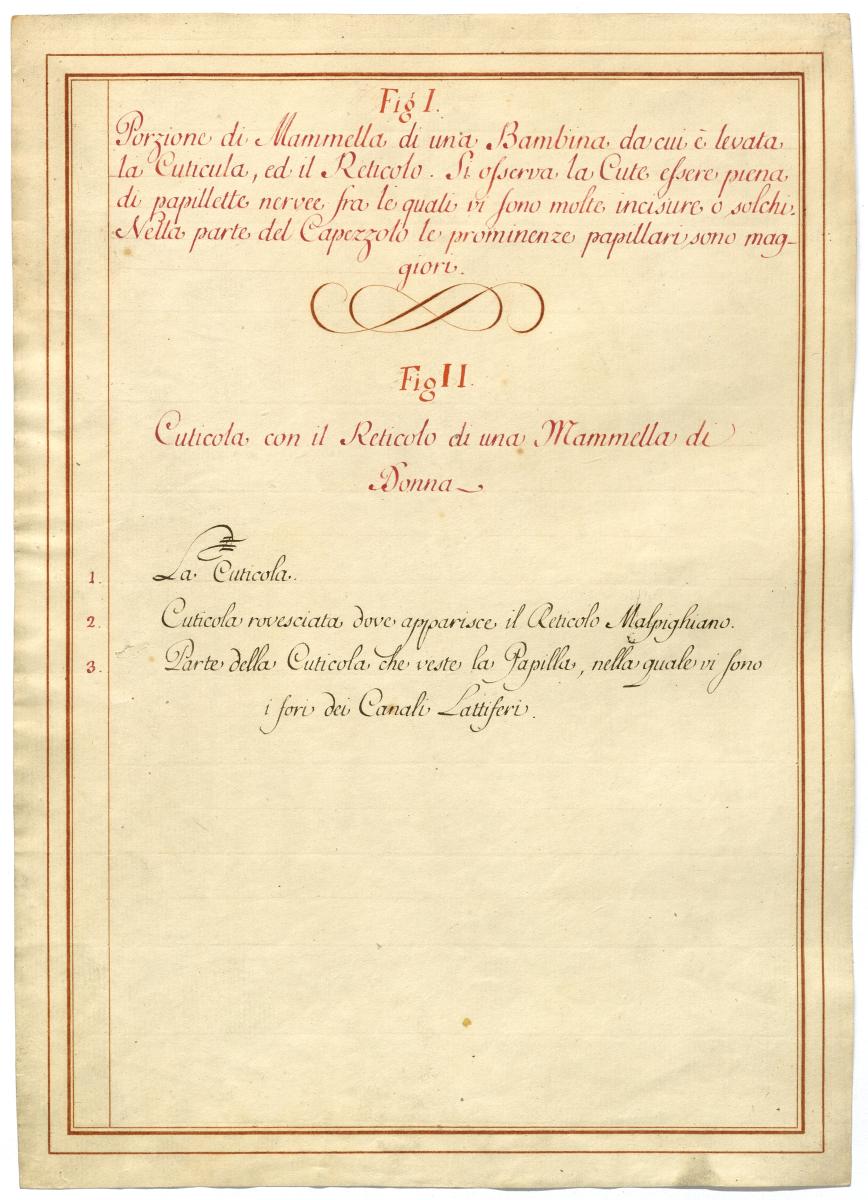 Fig I.
Porzione di Mammella di una Bambina da cui è levata
la Cuticula, ed il Reticolo. Si osserva la Cute essere piena
di papillette nervee fra le quali vi sono molte incisure o solchi.
Nella parte del Capezzolo le prominenze papillari sono mag-
giori.
Fig II.
Cuticola con il Reticolo di una Mammella di
Donna
1. La Cuticola.
2. Cuticola rovesciata dove apparisce il Reticolo Malpighiano.
3. Parte della Cuticola che veste la Papilla, nella quale vi sono
i fori dei Canali Lattiferi.